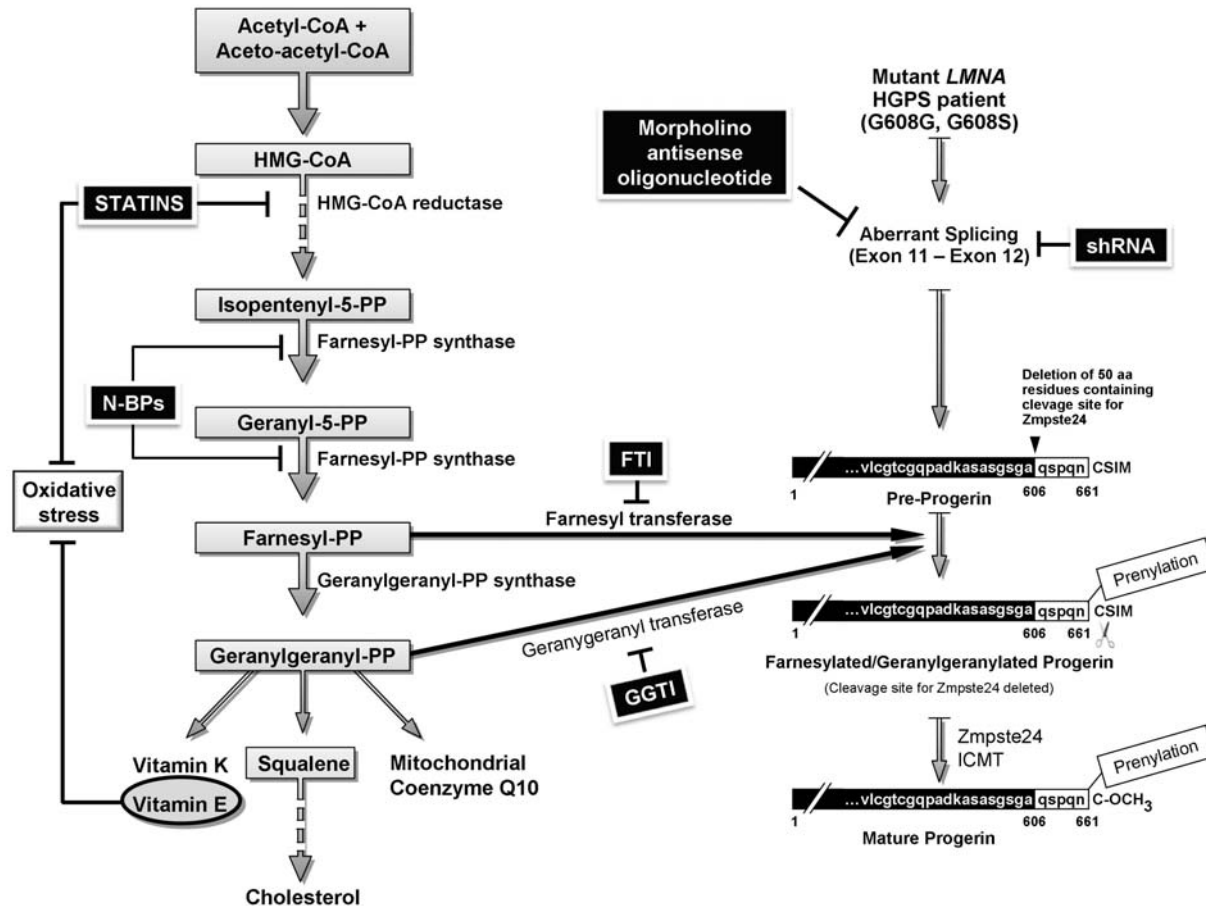 Acetyl-CoA +
Aceto-acetyl-CoA
HMG-CoA
STATINS
HMG-CoA reductase
Isopentenyl-5-PP
Farnesyl-PP synthase
N-BPs
Geranyl-5-PP
Farnesyl-PP synthase
Oxidative
stress
Farnesyl-PP
Geranylgeranyl-PP synthase
Geranylgeranyl-PP
Vitamin K
Vitamin E
Squalene
Mitochondrial
Coenzyme Q10
Cholesterol
FTI
Farnesyl transferase
Geranygeranyl transferase
GGTI
Mutant LMNA
HGPS patient
(G608G, G608S)
Morpholino
antisense
oligonucleotide
Aberrant Splicing
(Exon 11 – Exon 12)
shRNA
Deletion of 50 aa
residues containing
clevage site for
Zmpste24
...vlcgtcgqpadkasasgsga qspqn CSIM
1 606 661
Pre-Progerin
Prenylation
...vlcgtcgqpadkasasgsga qspqn CSIM
1 606 661
Farnesylated/Geranylgeranylated Progerin
(Cleavage site for Zmpste24 deleted)
Zmpste24
ICMT
Prenylation
...vlcgtcgqpadkasasgsga qspqn C-OCH3
1 606 661
Mature Progerin